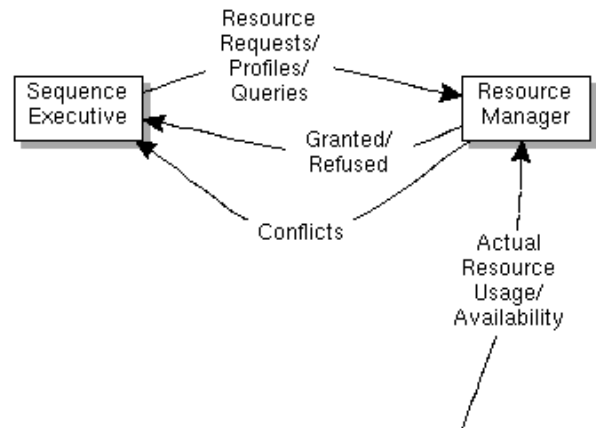 Resource
Requests/
Profiles/
Queries
Sequence
Executive
Resource
Manager
Granted/
Refused
Conflicts
Actual
Resource
Usage/
Availability